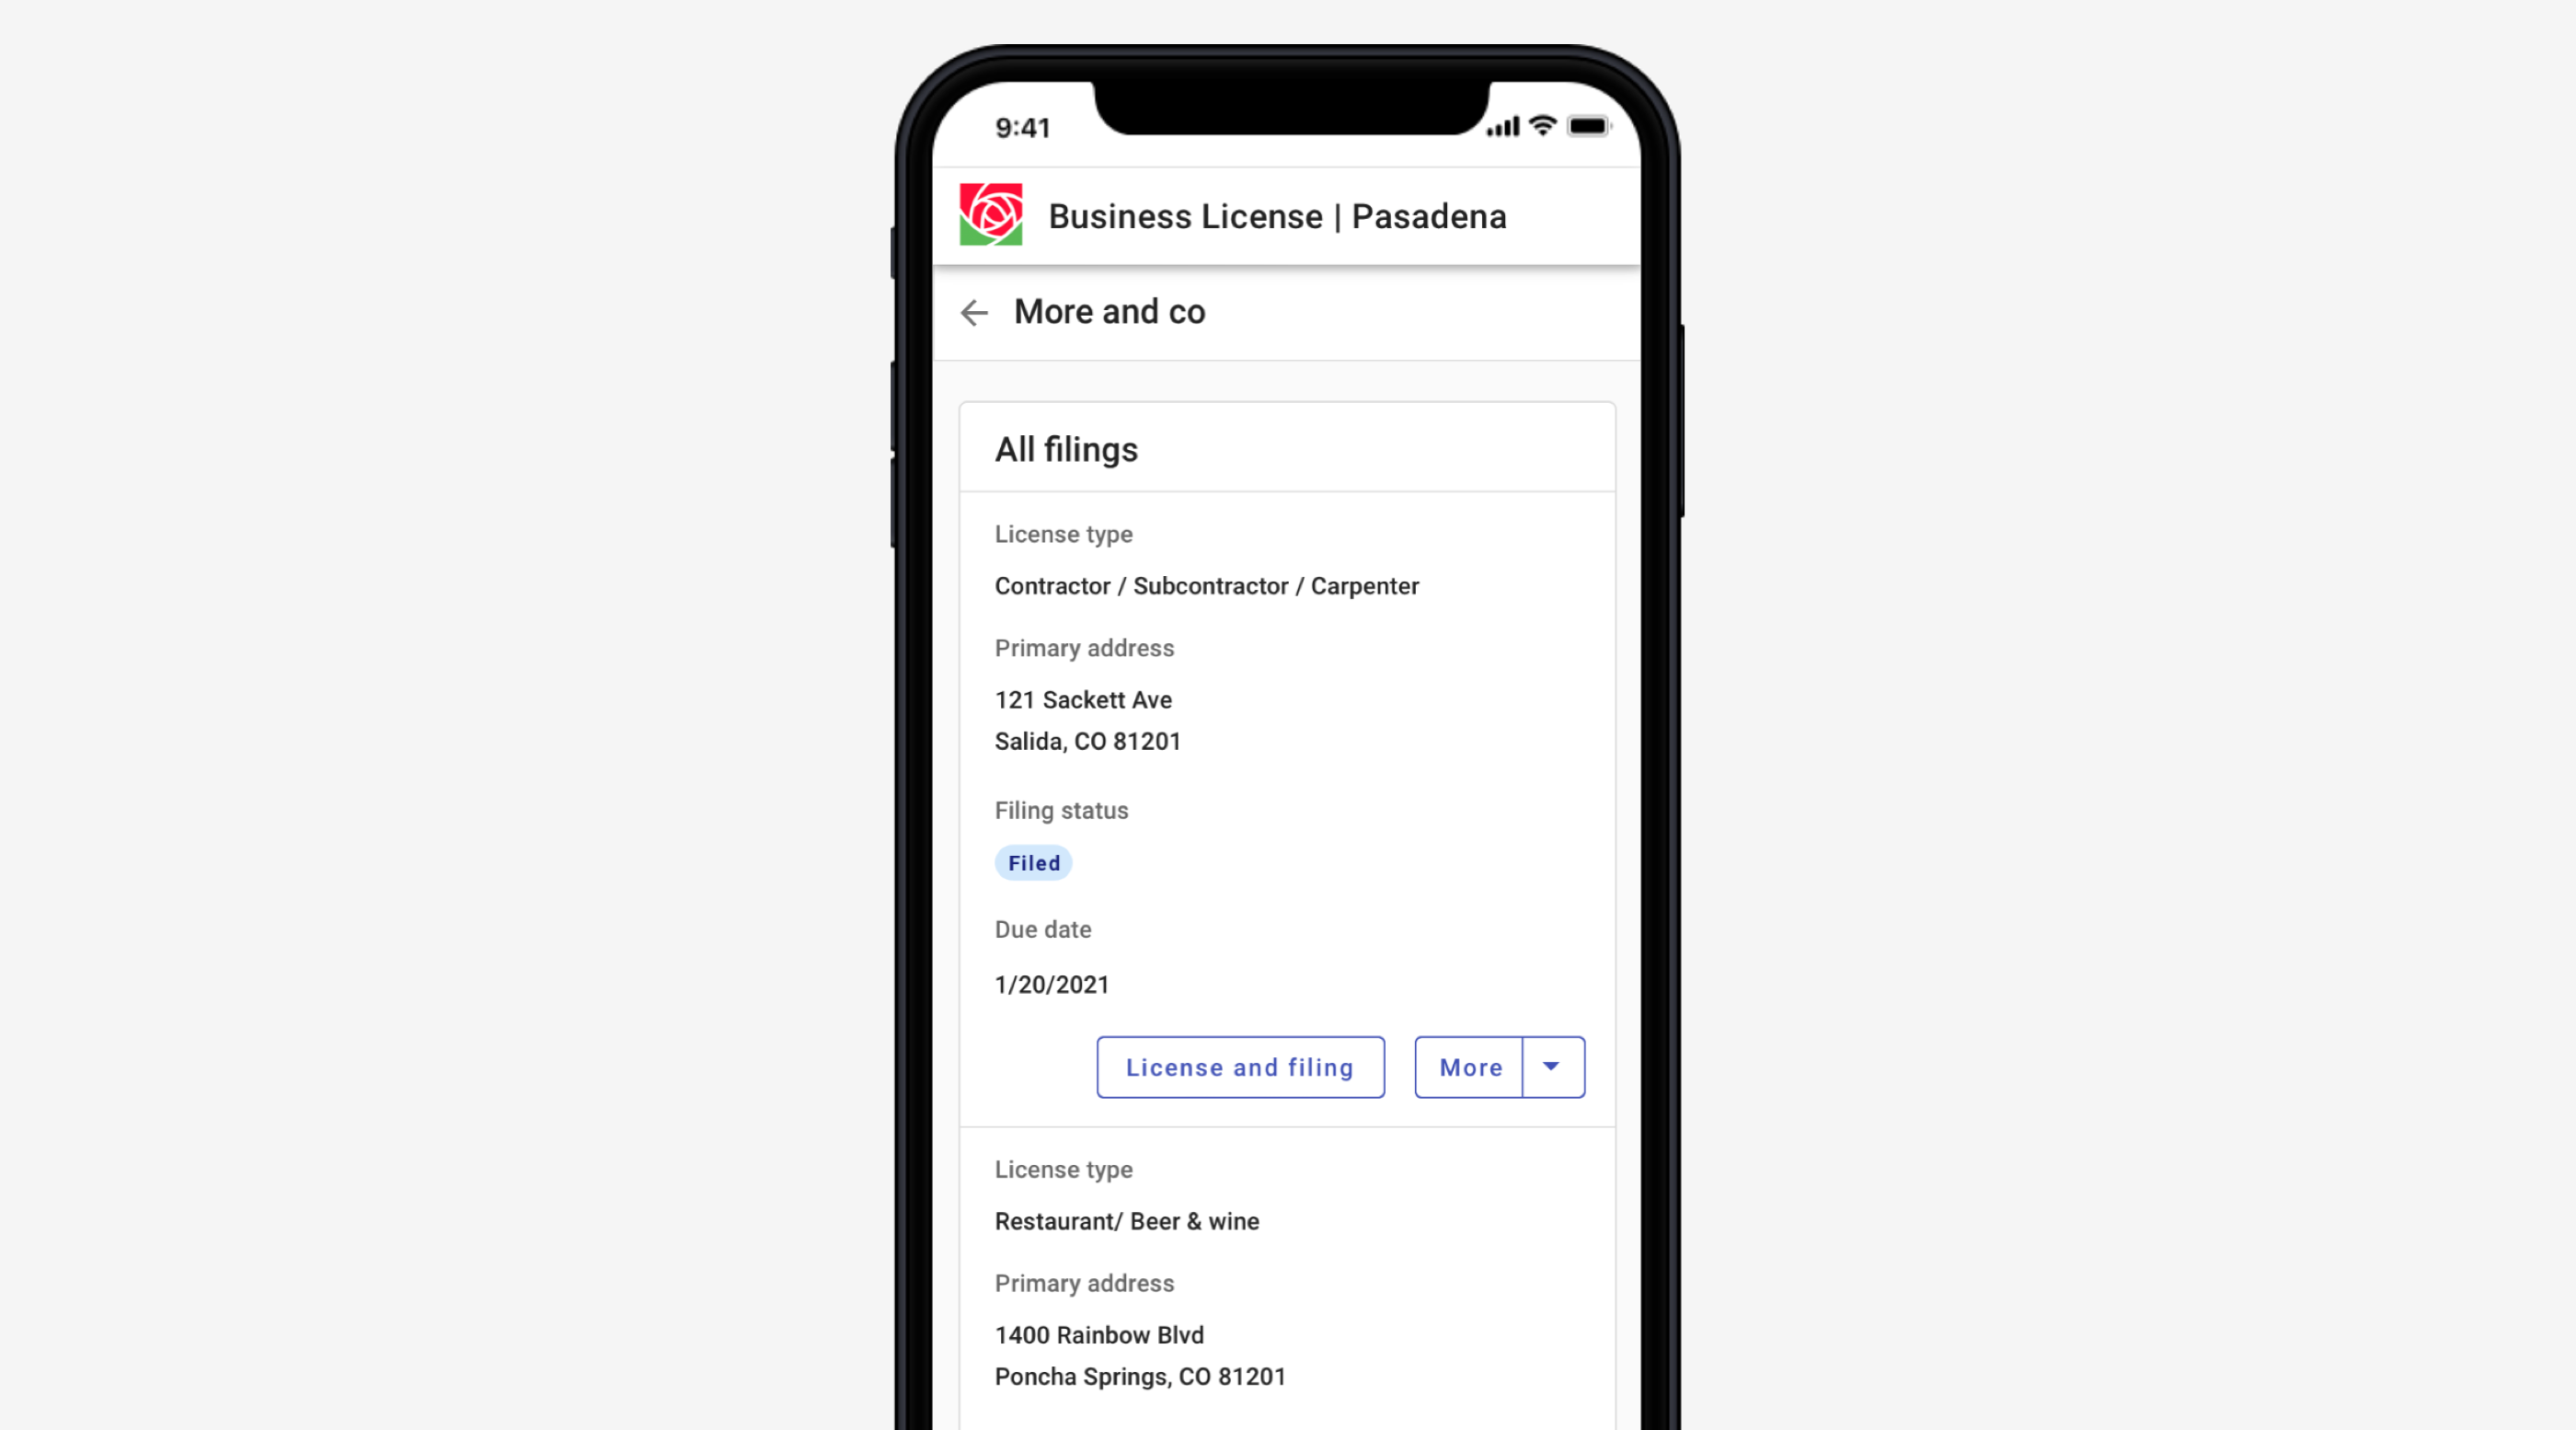 9:41
Business License | Pasadena
More and co
All filings
License type
Contractor / Subcontractor / Carpenter
Primary address
121 Sackett Ave
Salida, CO 81201
Filing status
Filed
Due date
1/20/2021
License and filing
More
License type
Restaurant/ Beer & wine
Primary address
1400 Rainbow Blvd
Poncha Springs, CO 81201